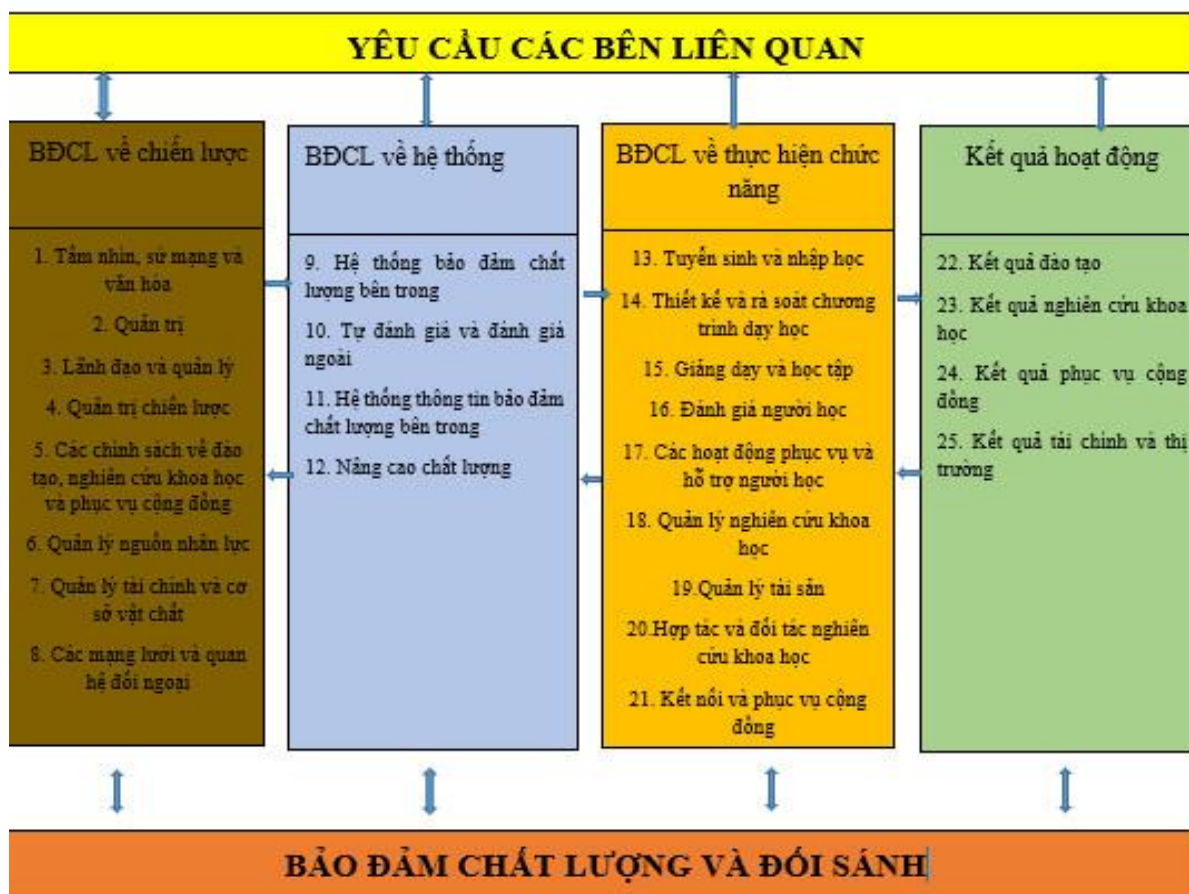 YÊU CẦU CÁC BÊN LIÊN QUAN
BĐCL về chiến lược
1. Tầm nhìn, sứ mạng và
văn hóa
2. Quản trị
3. Lãnh đạo và quản lý
4. Quản trị chiến lược
5. Các chính sách về đào
tạo, nghiên cứu khoa học
và phục vụ cộng đồng
6. Quản lý nguồn nhân lực
7. Quản lý tài chính và cơ
sở vật chất
8. Các mạng lưới và quan
hệ đối ngoại
BĐCL về hệ thống
9. Hệ thống bảo đảm chất
lượng bên trong
10. Tự đánh giá và đánh giá
ngoài
11. Hệ thống thông tin bảo đảm
chất lượng bên trong
12. Nâng cao chất lượng
BĐCL về thực hiện chức
năng
13. Tuyển sinh và nhập học
14. Thiết kế và rà soát chương
trình dạy học
15. Giảng dạy và học tập
16. Đánh giá người học
17. Các hoạt động phục vụ và
hỗ trợ người học
18. Quản lý nghiên cứu khoa
học
19.Quản lý tài sản
20.Hợp tác và đối tác nghiên
cứu khoa học
21. Kết nối và phục vụ cộng
đồng
Kết quả hoạt động
22. Kết quả đào tạo
23. Kết quả nghiên cứu khoa
học
24. Kết quả phục vụ cộng
đồng
25. Kết quả tài chính và thị
trường
BẢO ĐẢM CHẤT LƯỢNG VÀ ĐỐI SÁNH